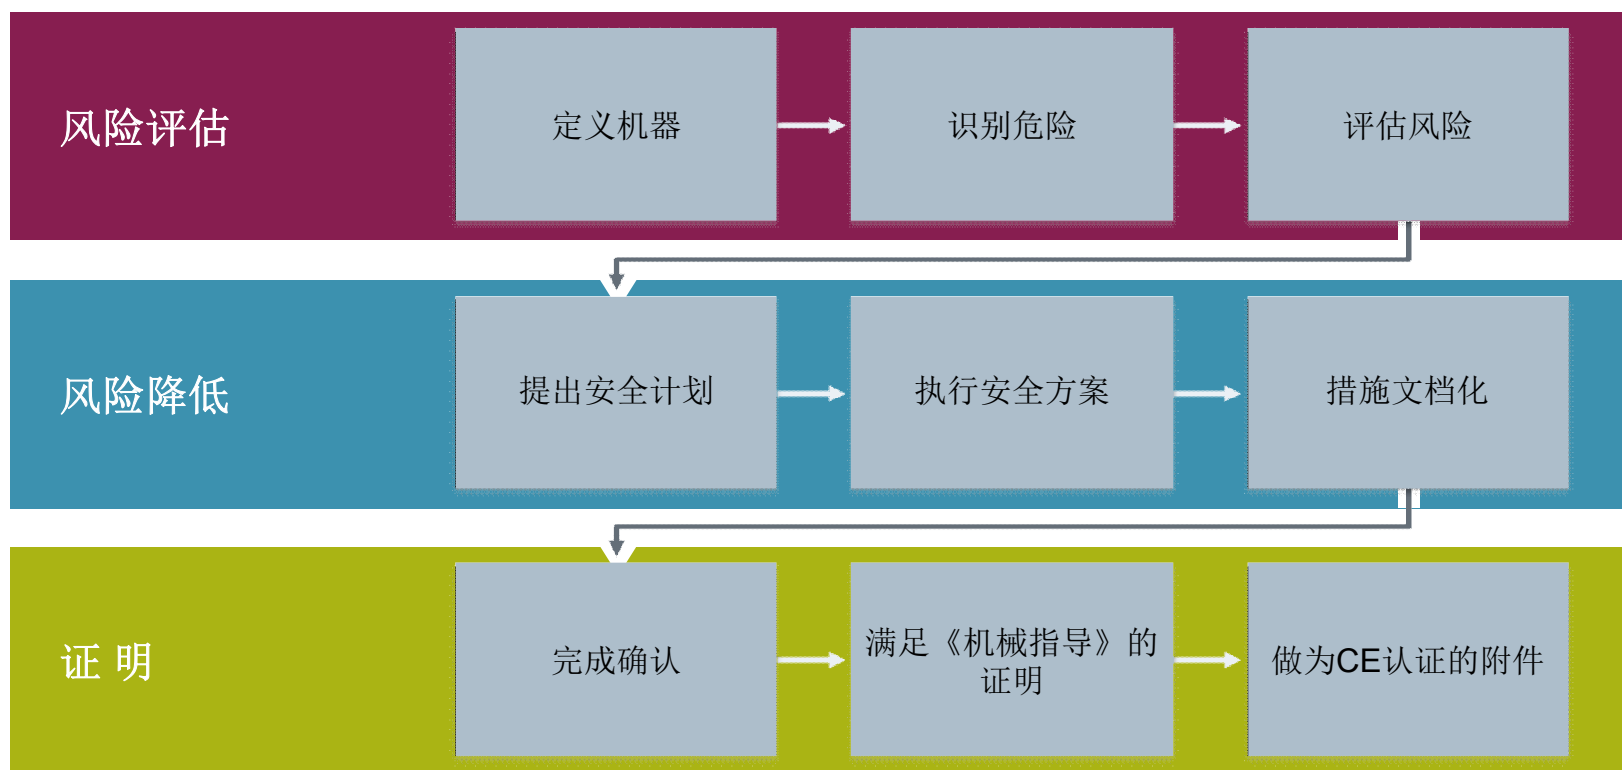 风险评估
定义机器
识别危险
评估风险
风险降低
提出安全计划
执行安全方案
措施文档化
证 明
完成确认
满足《机械指导》的
证明
做为CE认证的附件